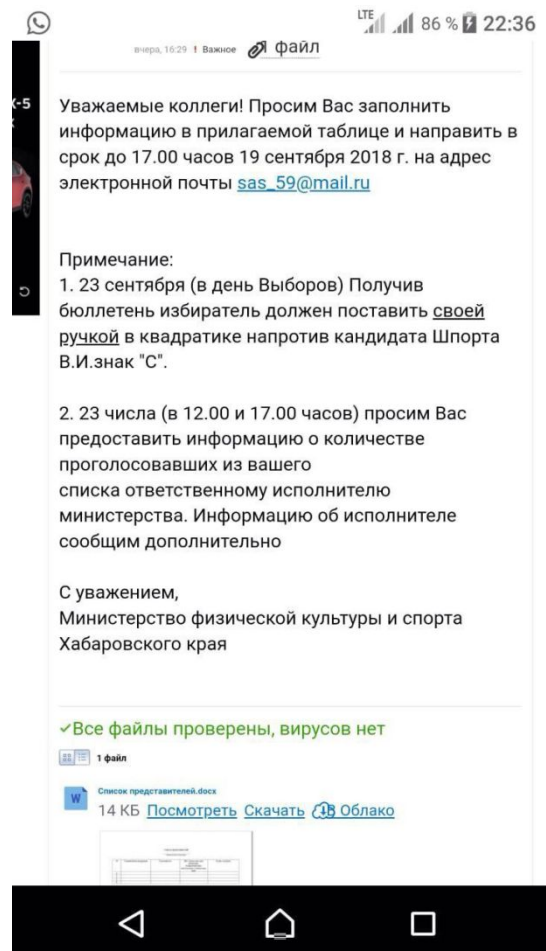 LTE 86 % 22:36
вчера, 16:29 ! Важное файл
Уважаемые коллеги! Просим Вас заполнить
информацию в прилагаемой таблице и направить в
срок до 17.00 часов 19 сентября 2018 г. на адрес
электронной почты sas_59@mail.ru
Примечание:
1. 23 сентября (в день Выборов) Получив
бюллетень избиратель должен поставить своей
ручкой в квадратике напротив кандидата Шпорта
В.И.знак "С".
2. 23 числа (в 12.00 и 17.00 часов) просим Вас
предоставить информацию о количестве
проголосовавших из вашего
списка ответственному исполнителю
министерства. Информацию об исполнителе
сообщим дополнительно
С уважением,
Министерство физической культуры и спорта
Хабаровского края
Все файлы проверены, вирусов нет
1 файл
W Список представителей.docx
14 КБ Посмотреть Скачать В Облако